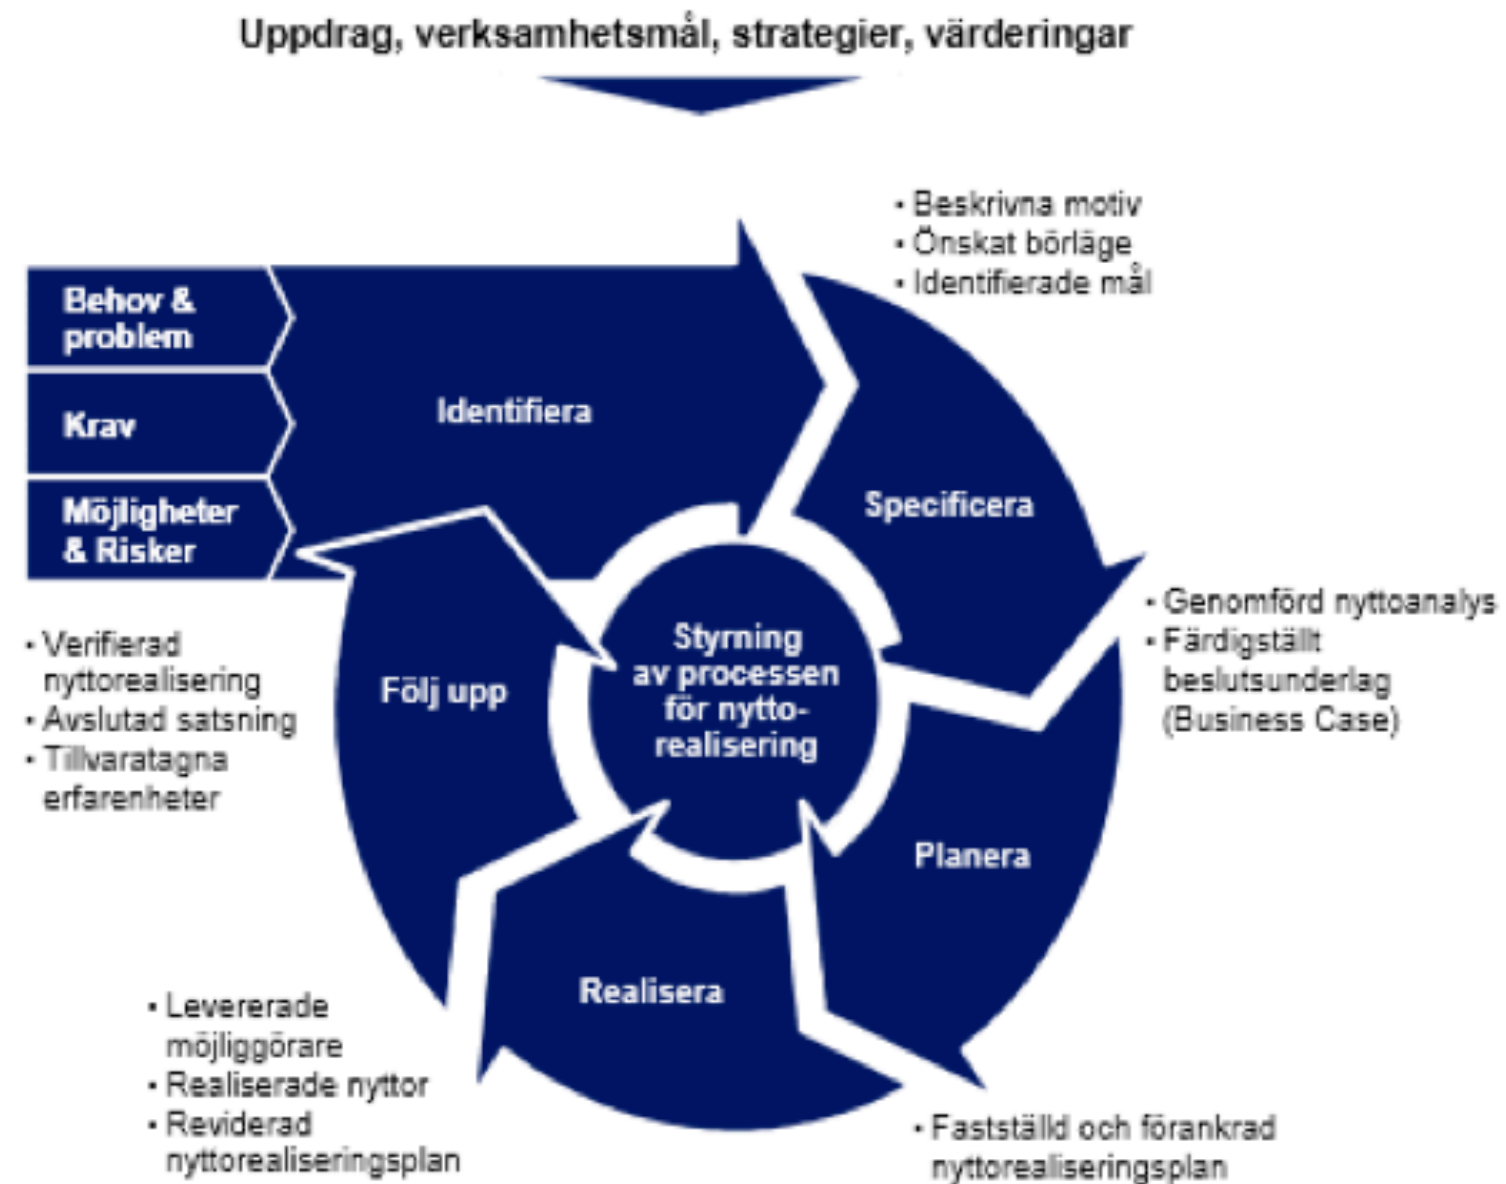 Uppdrag, verksamhetsmål, strategier, värderingar
• Beskrivna motiv
• Önskat börläge
• Identifierade mål
Behov &
problem
Krav
Möjligheter
& Risker
Identifiera
Specificera
• Genomförd nyttoanalys
• Färdigställt
beslutsunderlag
(Business Case)
Styrning
av processen
för nytto-
realisering
Följ upp
• Verifierad
nyttorealisering
• Avslutad satsning
• Tillvaratagna
erfarenheter
Planera
Realisera
• Levererade
möjliggörare
• Realiserade nyttor
• Reviderad
nyttorealiseringsplan
• Fastställd och förankrad
nyttorealiseringsplan